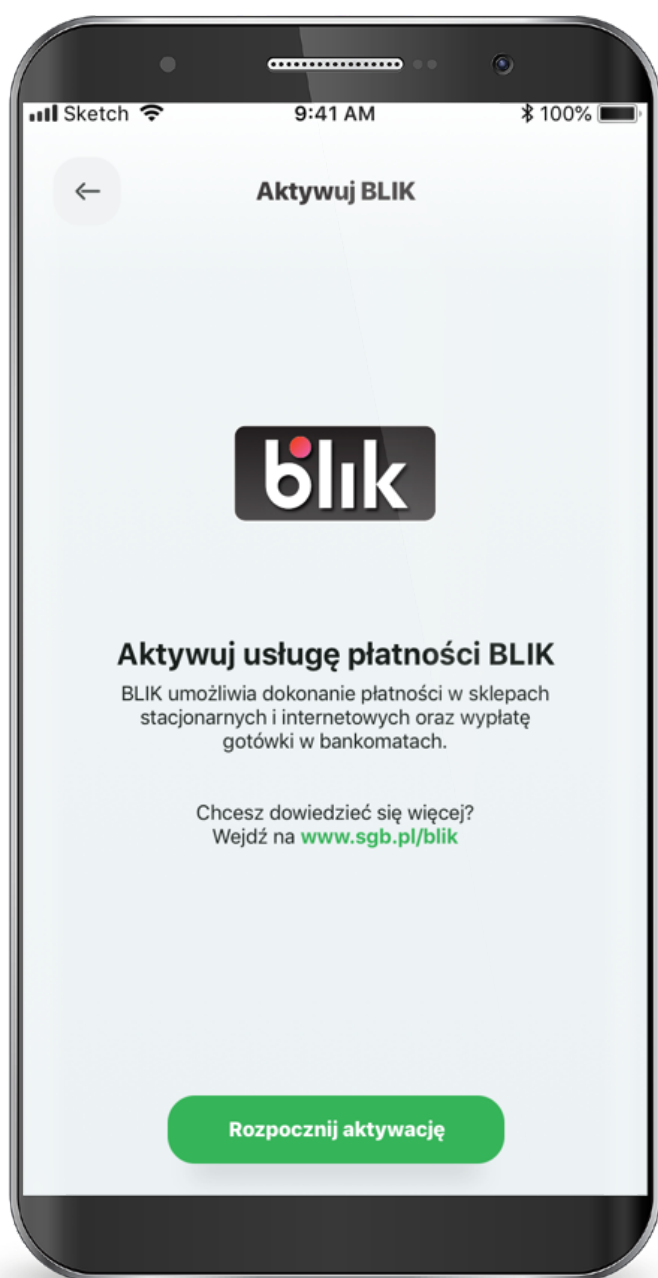 Sketch 9:41 AM 100%
Aktywuj BLIK
blik
Aktywuj usługę płatności BLIK
BLIK umożliwia dokonanie płatności w sklepach
stacjonarnych i internetowych oraz wypłatę
gotówki w bankomatach.
Chcesz dowiedzieć się więcej?
Wejdź na www.sgb.pl/blik
Rozpocznij aktywację